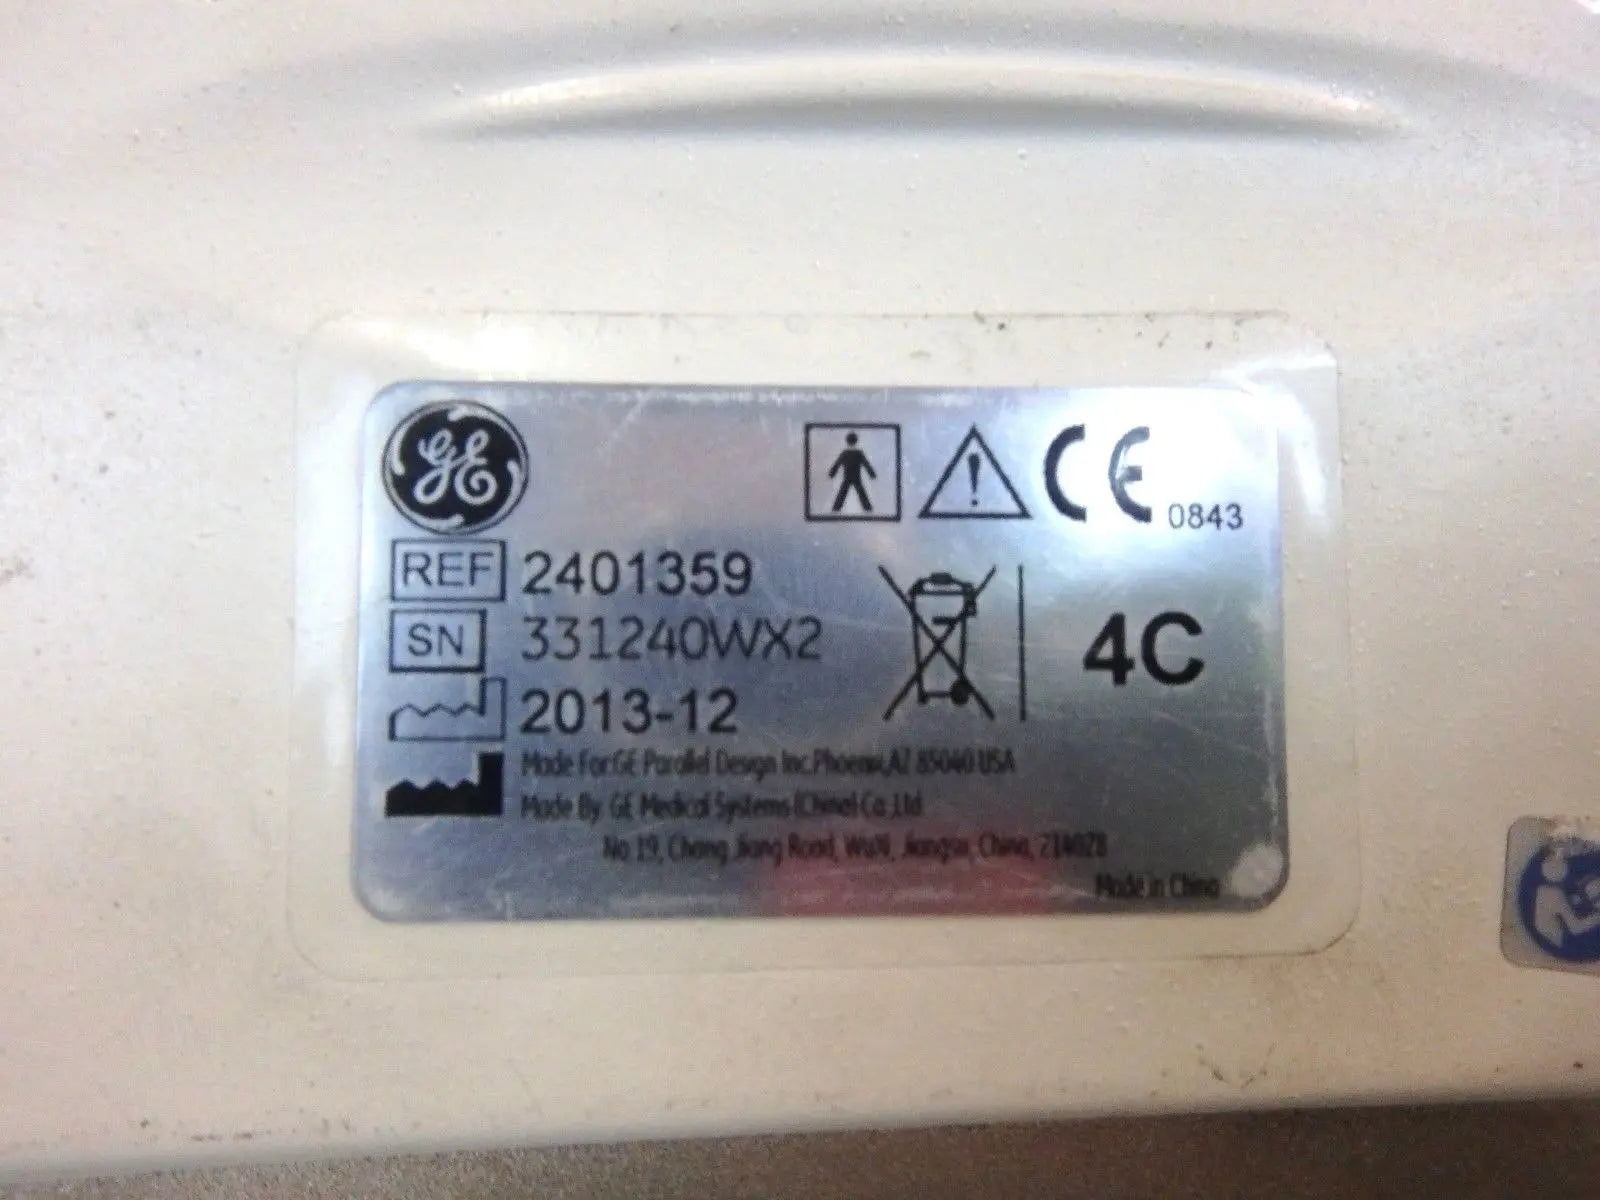 GE
CE 0843
REF 2401359
SN 331240WX2
4C
2013-12
Made For:GE Parallel Design Inc.Phoenix,AZ 85040 USA
Made By: GE Medical Systems (China) Co.,Ltd
No 19, Chang Jiang Road, WuXi, Jiangsu, China, 214028
Made in China